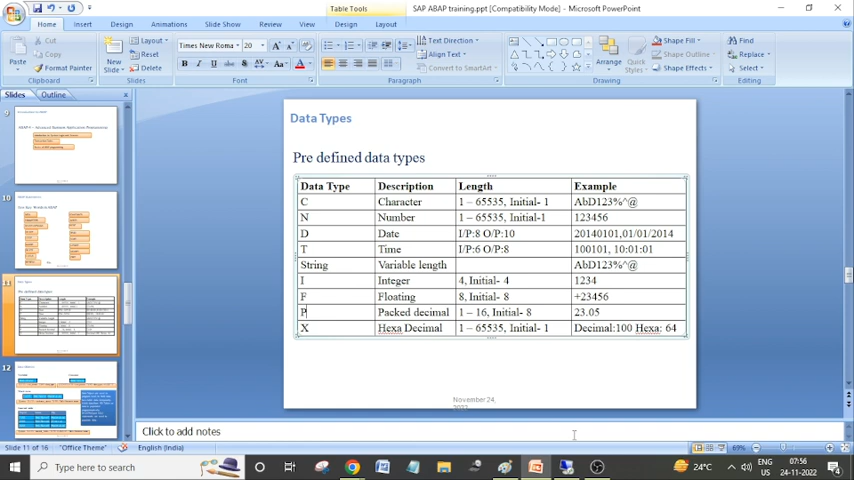 Table Tools
SAP ABAP training.ppt [Compatibility Mode] - Microsoft PowerPoint
Home Insert Design Animations Slide Show Review View Design Layout
Paste
Cut
Copy
Format Painter
Clipboard
New
Slide
Layout
Reset
Delete
Slides
Times New Roma 20
Font
Paragraph
Text Direction
Align Text
Convert to SmartArt
Arrange
Quick
Styles
Shape Fill
Shape Outline
Shape Effects
Drawing
Find
Replace
Select
Editing
Slides Outline
9
10
11
12
Data Types
Pre defined data types
Data Type Description Length Example
C Character 1 – 65535, Initial- 1 AbD123%^@
N Number 1 – 65535, Initial-1 123456
D Date I/P:8 O/P:10 20140101,01/01/2014
T Time I/P:6 O/P:8 100101, 10:01:01
String Variable length AbD123%^@
I Integer 4, Initial- 4 1234
F Floating 8, Initial- 8 +23456
P Packed decimal 1 – 16, Initial- 8 23.05
X Hexa Decimal 1 – 65535, Initial- 1 Decimal:100 Hexa: 64
November 24,
2022
Click to add notes
Slide 11 of 16 "Office Theme" English (India) 69%
Type here to search
24°C
ENG
US
07:56
24-11-2022
4